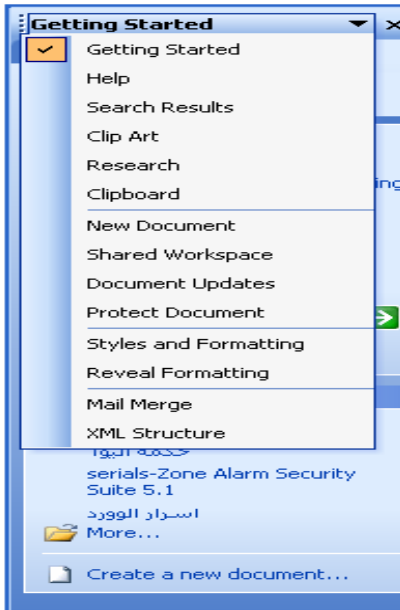 Getting Started
Getting Started
Help
Search Results
Clip Art
Research
Clipboard
New Document
Shared Workspace
Document Updates
Protect Document
Styles and Formatting
Reveal Formatting
Mail Merge
XML Structure
serials-Zone Alarm Security
Suite 5.1
اسرار الوورد
More...
Create a new document...